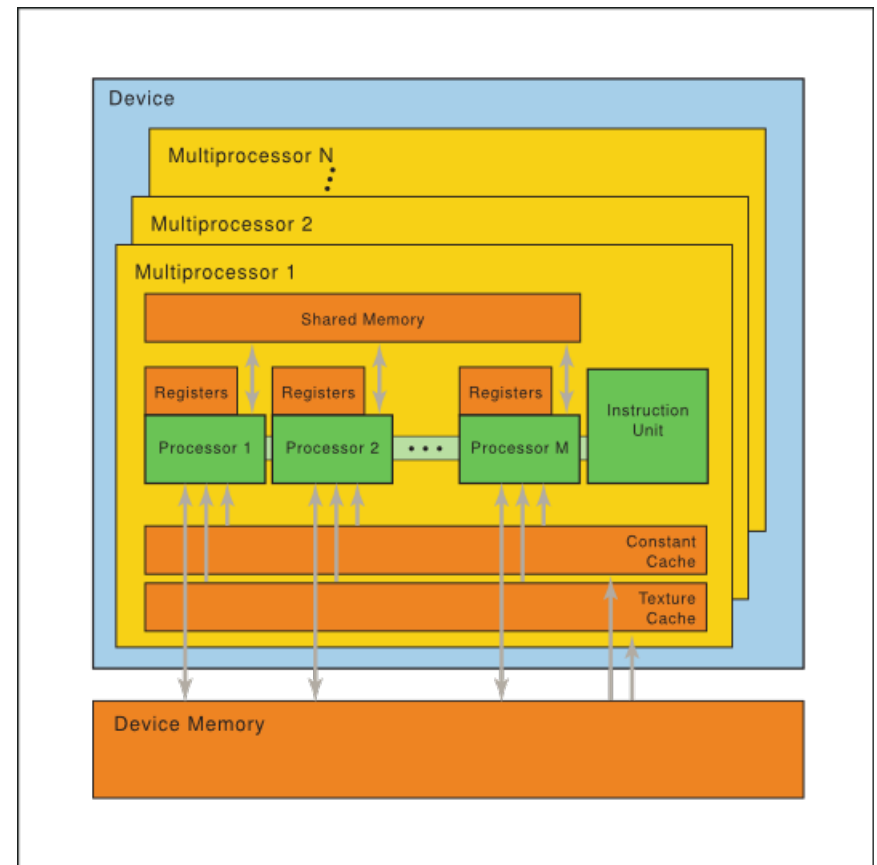 Device
Multiprocessor N
Multiprocessor 2
Multiprocessor 1
Shared Memory
Registers
Registers
Registers
Instruction
Unit
Processor 1
Processor 2
Processor M
Constant
Cache
Texture
Cache
Device Memory